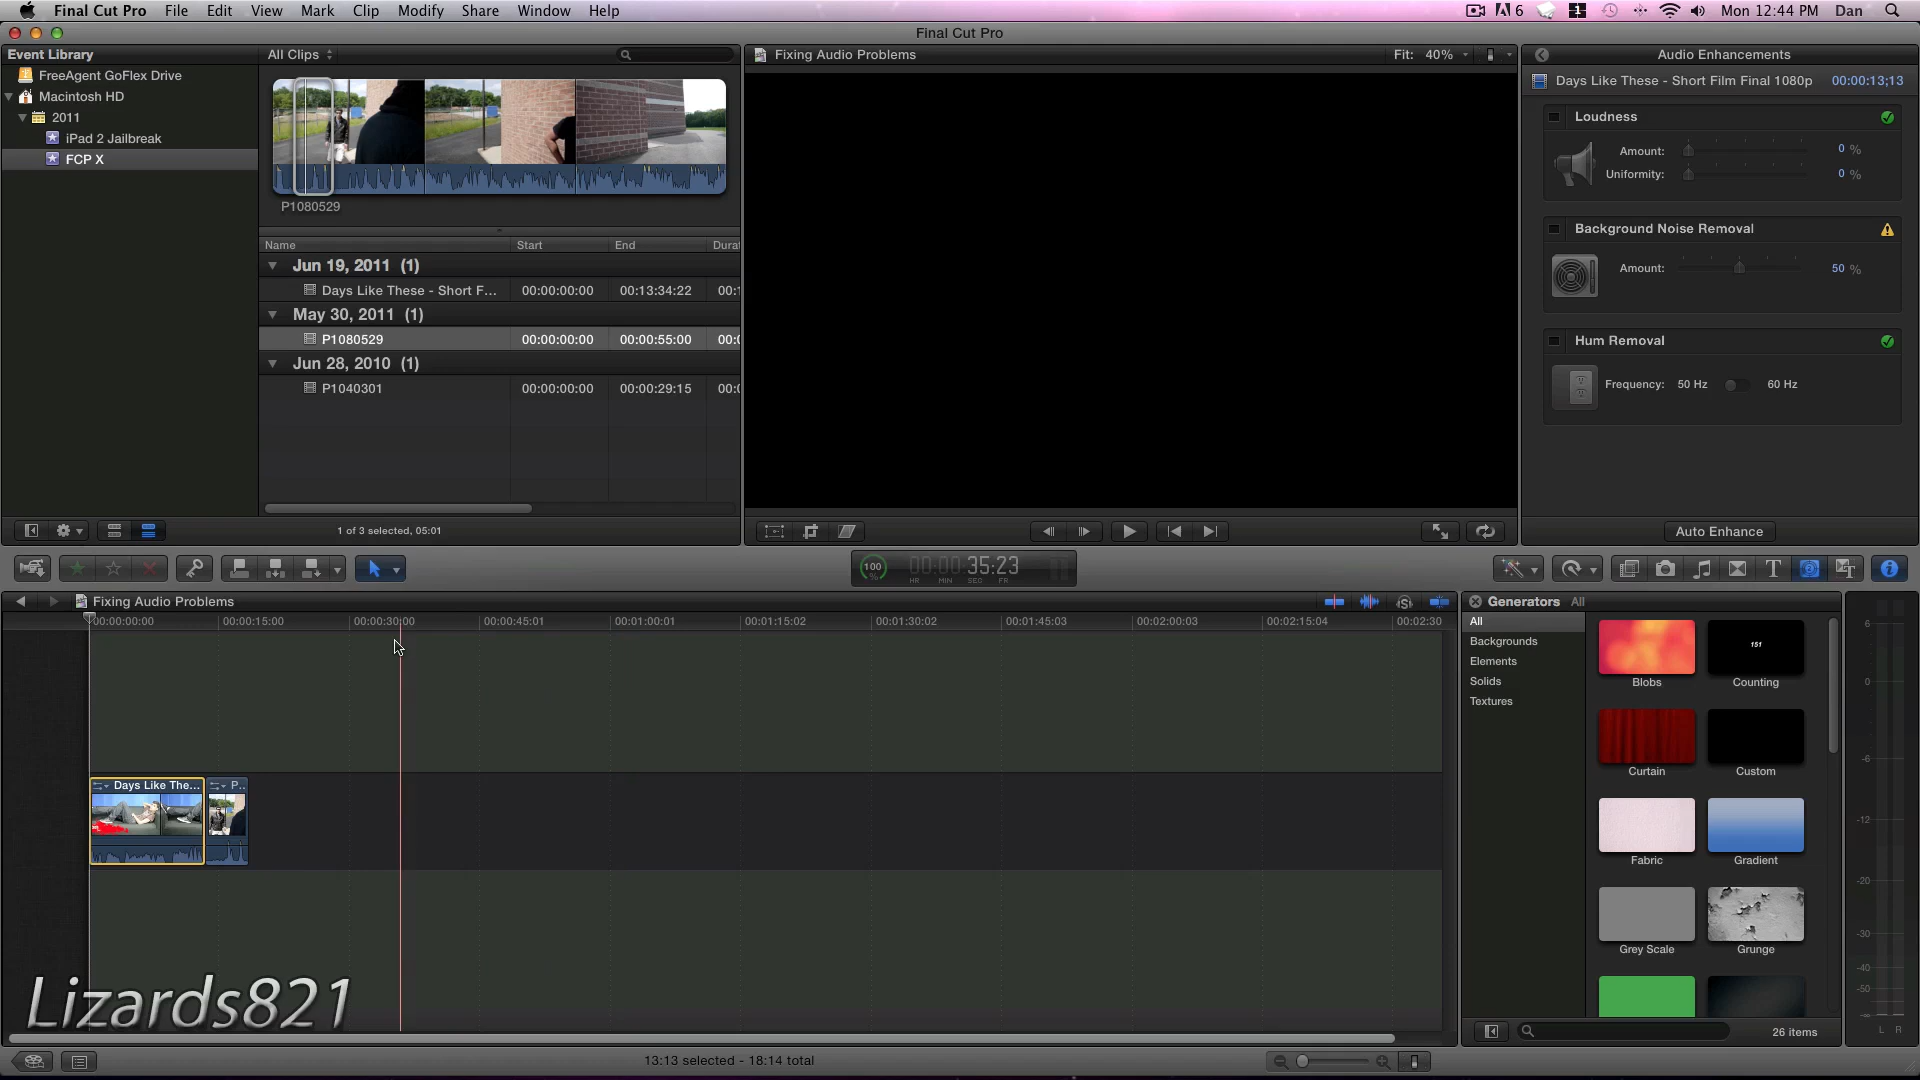 Final Cut Pro File Edit View Mark Clip Modify Share Window Help 6 1 Mon 12:44 PM Dan
Final Cut Pro
Event Library
FreeAgent GoFlex Drive
Macintosh HD
2011
iPad 2 Jailbreak
FCP X
All Clips
P1080529
Name Start End Durat
Jun 19, 2011 (1)
Days Like These - Short F... 00:00:00:00 00:13:34:22 00:1
May 30, 2011 (1)
P1080529 00:00:00:00 00:00:55:00 00:0
Jun 28, 2010 (1)
P1040301 00:00:00:00 00:00:29:15 00:0
1 of 3 selected, 05:01
Fixing Audio Problems Fit: 40%
Audio Enhancements
Days Like These - Short Film Final 1080p 00:00:13;13
Loudness
Amount: 0 %
Uniformity: 0 %
Background Noise Removal
Amount: 50 %
Hum Removal
Frequency: 50 Hz 60 Hz
Auto Enhance
100 % 00:00:35:23
HR MIN SEC FR
Fixing Audio Problems
00:00:00:00 00:00:15:00 00:00:30:00 00:00:45:01 00:01:00:01 00:01:15:02 00:01:30:02 00:01:45:03 00:02:00:03 00:02:15:04 00:02:30
Days Like The... P...
Lizards821
13:13 selected - 18:14 total
Generators All
All
Backgrounds
Elements
Solids
Textures
151
Blobs Counting
Curtain Custom
Fabric Gradient
Grey Scale Grunge
26 items
6
0
-6
-12
-20
-30
-40
-50
-∞
L R